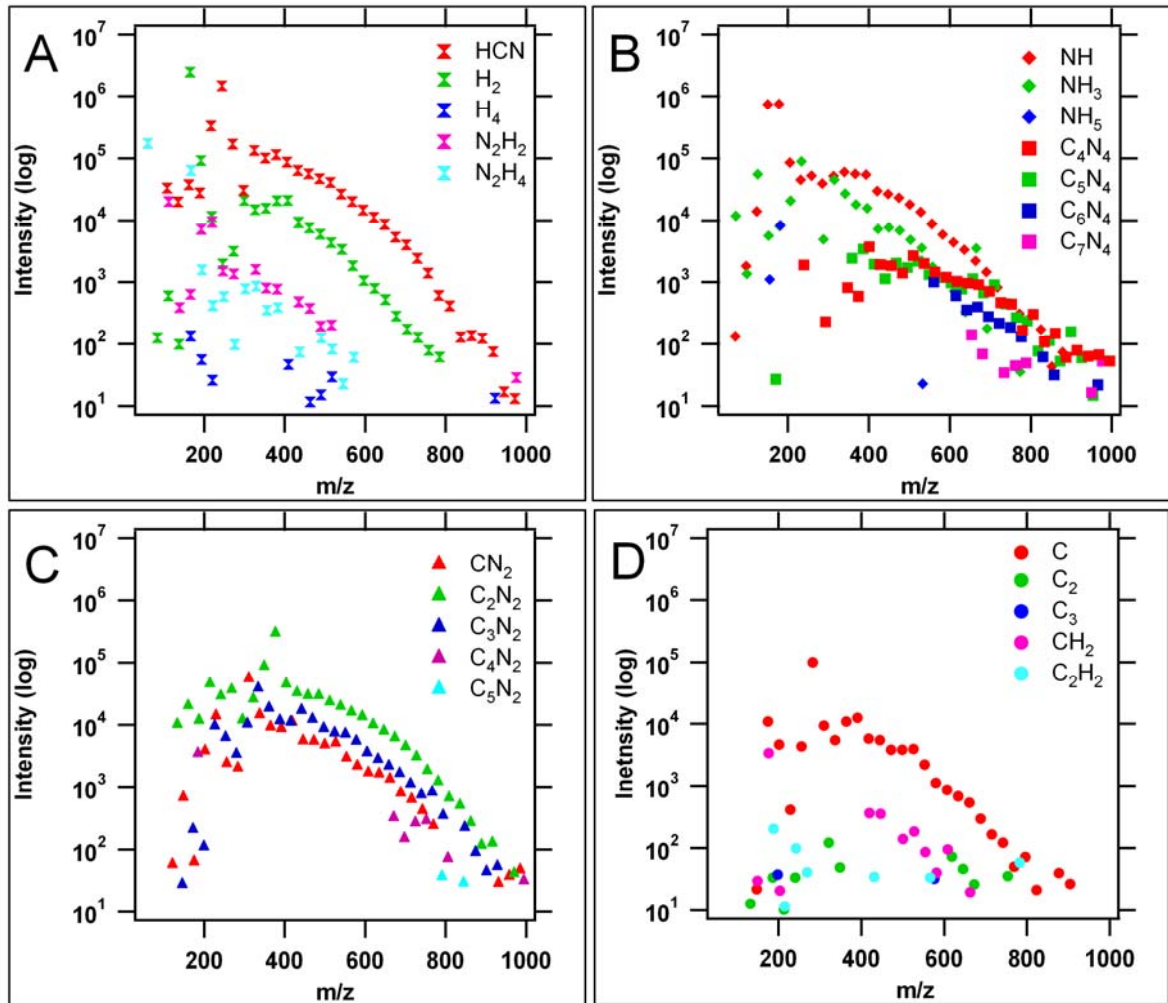 A
Intensity (log)
10⁷
10⁶
10⁵
10⁴
10³
10²
10¹
HCN
H₂
H₄
N₂H₂
N₂H₄
200 400 600 800 1000
m/z
B
Intensity (log)
10⁷
10⁶
10⁵
10⁴
10³
10²
10¹
NH
NH₃
NH₅
C₄N₄
C₅N₄
C₆N₄
C₇N₄
200 400 600 800 1000
m/z
C
Intensity (log)
10⁷
10⁶
10⁵
10⁴
10³
10²
10¹
CN₂
C₂N₂
C₃N₂
C₄N₂
C₅N₂
200 400 600 800 1000
m/z
D
Inetnsity (log)
10⁷
10⁶
10⁵
10⁴
10³
10²
10¹
C
C₂
C₃
CH₂
C₂H₂
200 400 600 800 1000
m/z